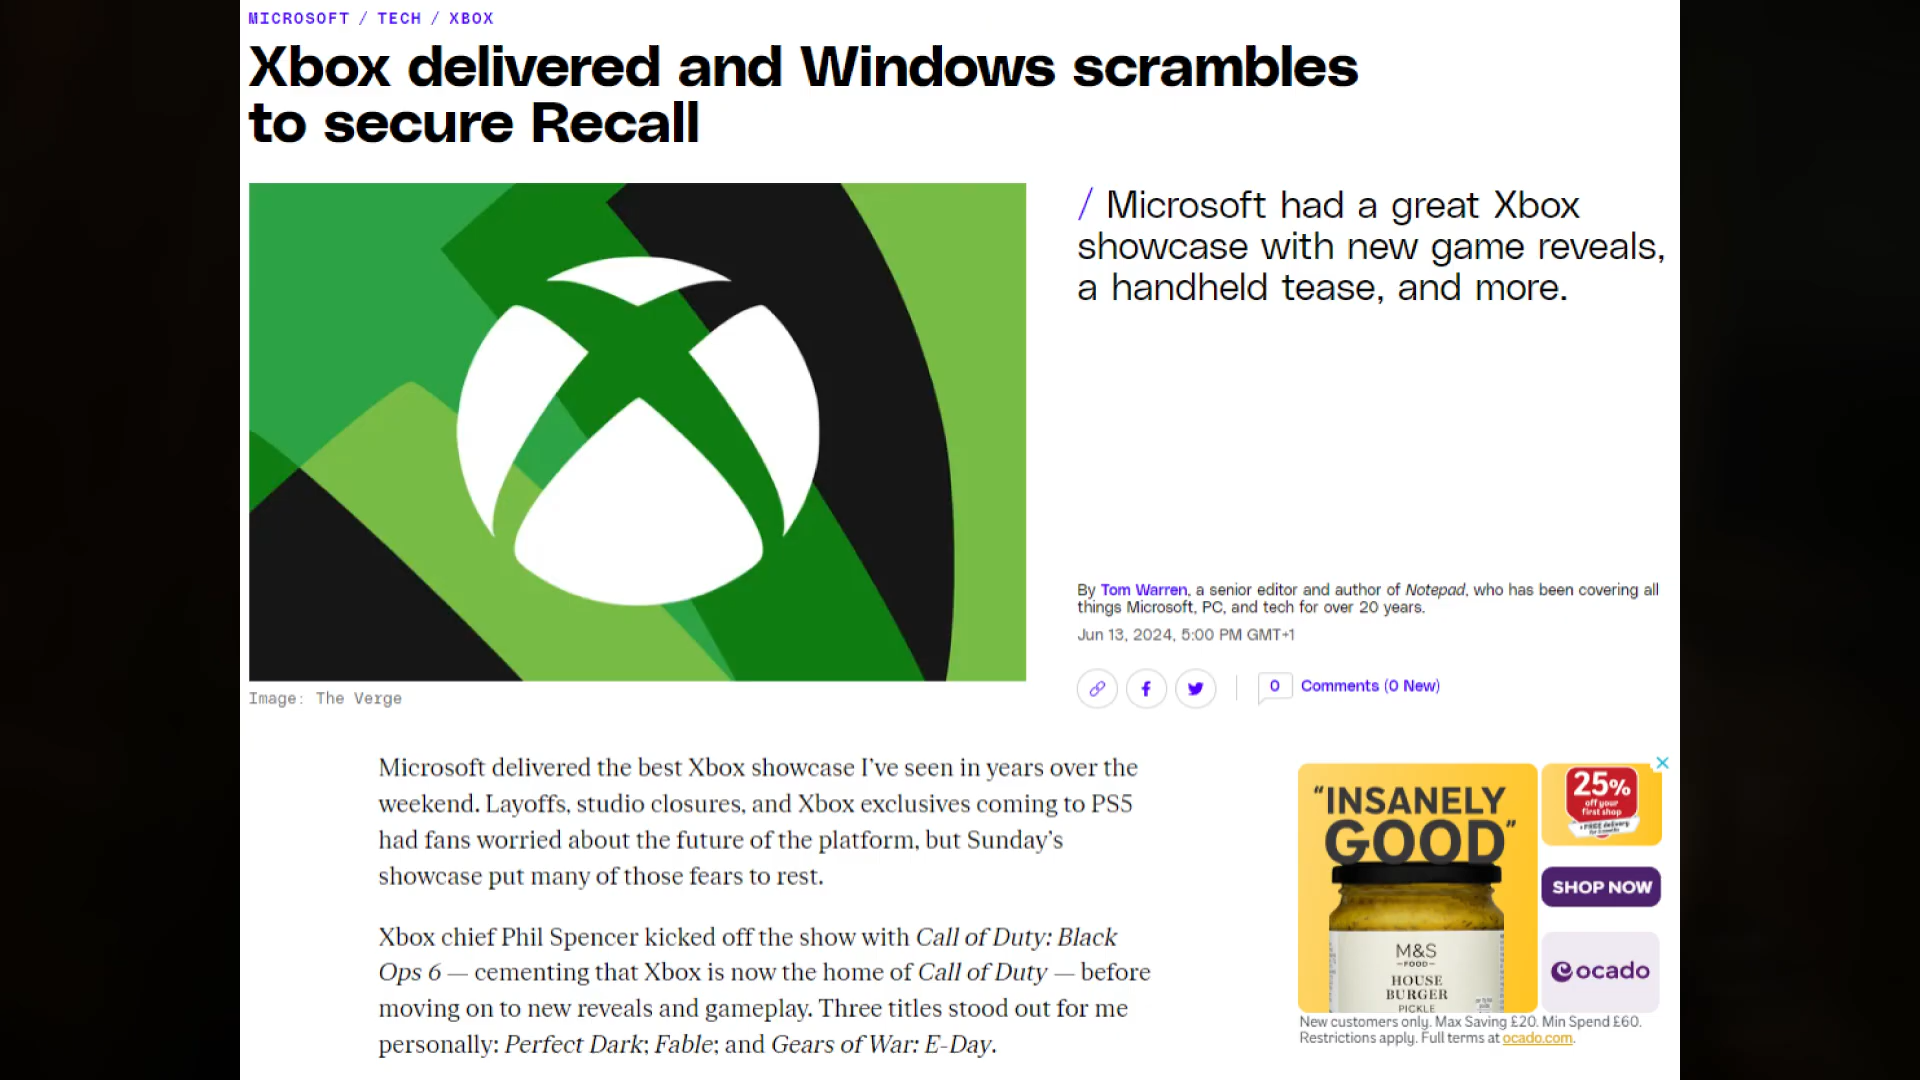 MICROSOFT / TECH / XBOX
Xbox delivered and Windows scrambles
to secure Recall
/ Microsoft had a great Xbox
showcase with new game reveals,
a handheld tease, and more.
By Tom Warren, a senior editor and author of Notepad, who has been covering all
things Microsoft, PC, and tech for over 20 years.
Jun 13, 2024, 5:00 PM GMT+1
0 Comments (0 New)
Image: The Verge
Microsoft delivered the best Xbox showcase I’ve seen in years over the
weekend. Layoffs, studio closures, and Xbox exclusives coming to PS5
had fans worried about the future of the platform, but Sunday’s
showcase put many of those fears to rest.
Xbox chief Phil Spencer kicked off the show with Call of Duty: Black
Ops 6 — cementing that Xbox is now the home of Call of Duty — before
moving on to new reveals and gameplay. Three titles stood out for me
personally: Perfect Dark; Fable; and Gears of War: E-Day.
“INSANELY
GOOD”
M&S
—FOOD—
HOUSE
BURGER
PICKLE
25%
off your
first shop
+ FREE delivery
SHOP NOW
ocado
New customers only. Max Saving £20. Min Spend £60.
Restrictions apply. Full terms at ocado.com.